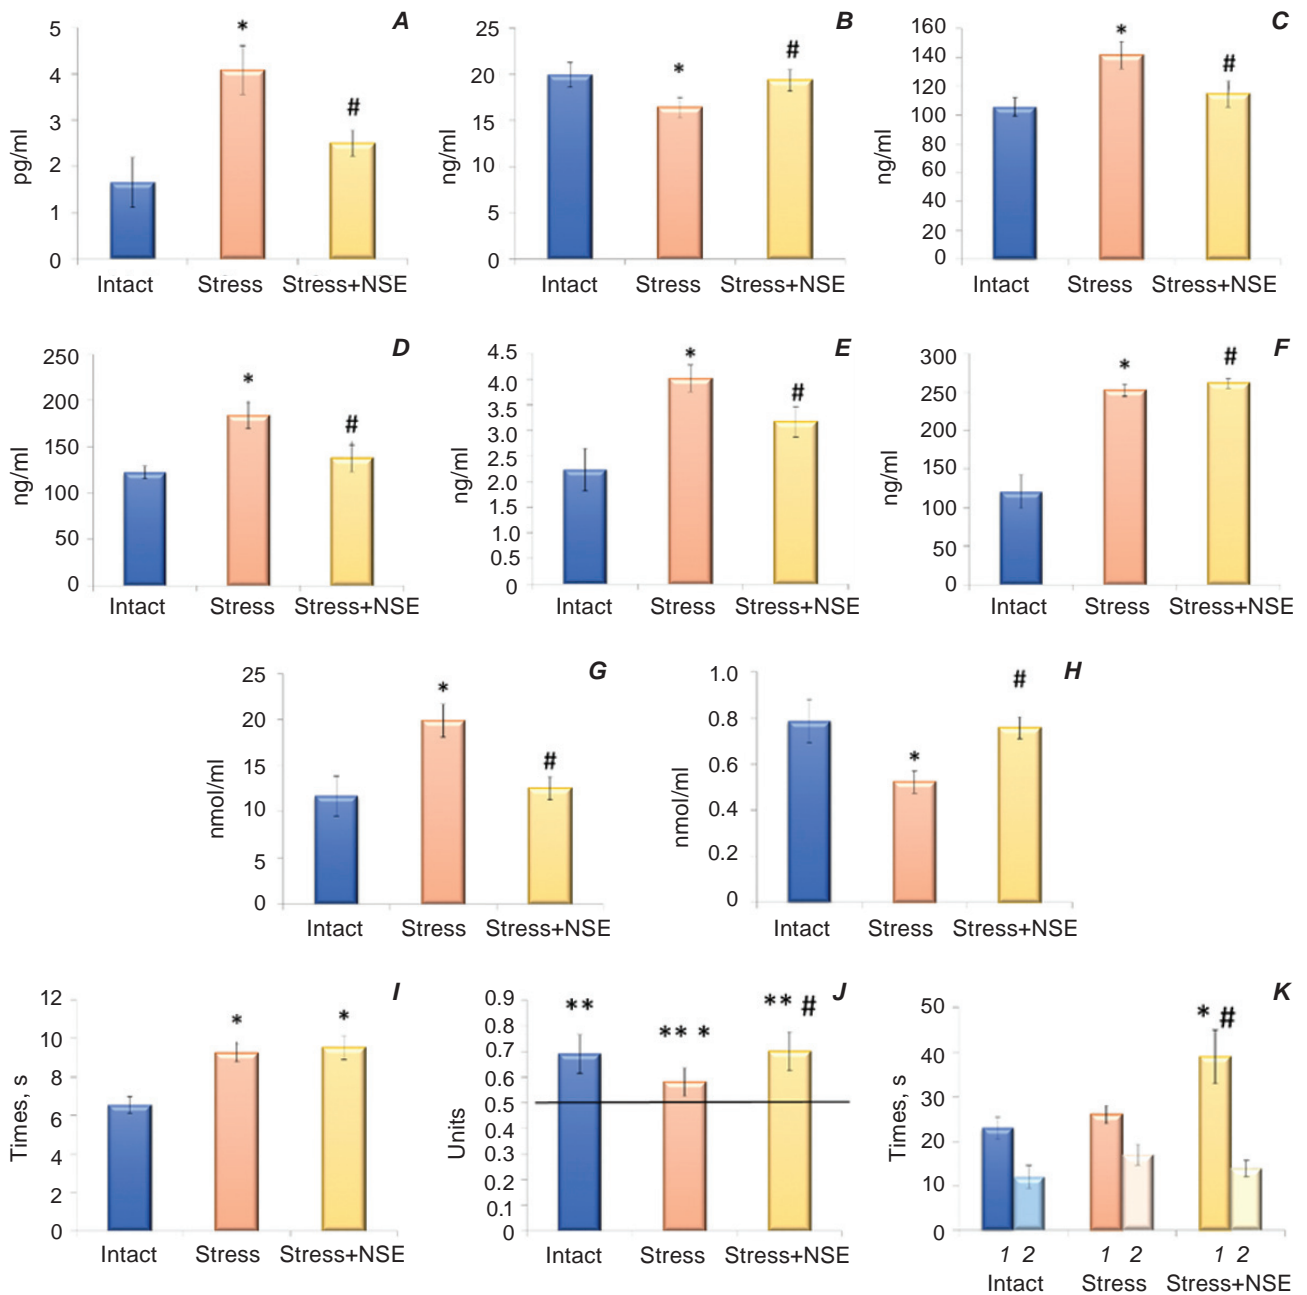 A
5
4
3
2
1
0
pg/ml
*
#
Intact Stress Stress+NSE
B
25
20
15
10
5
0
ng/ml
*
#
Intact Stress Stress+NSE
C
160
140
120
100
80
60
40
20
0
ng/ml
*
#
Intact Stress Stress+NSE
D
250
200
150
100
50
0
ng/ml
*
#
Intact Stress Stress+NSE
E
4.5
4.0
3.5
3.0
2.5
2.0
1.5
1.0
0.5
0
ng/ml
*
#
Intact Stress Stress+NSE
F
300
250
200
150
100
50
0
ng/ml
*
#
Intact Stress Stress+NSE
G
25
20
15
10
5
0
nmol/ml
*
#
Intact Stress Stress+NSE
H
1.0
0.8
0.6
0.4
0.2
0
nmol/ml
*
#
Intact Stress Stress+NSE
I
12
10
8
6
4
2
0
Times, s
*
*
Intact Stress Stress+NSE
J
0.9
0.8
0.7
0.6
0.5
0.4
0.3
0.2
0.1
0
Units
**
** *
** #
Intact Stress Stress+NSE
K
50
40
30
20
10
0
Times, s
* #
1 2 1 2 1 2
Intact Stress Stress+NSE